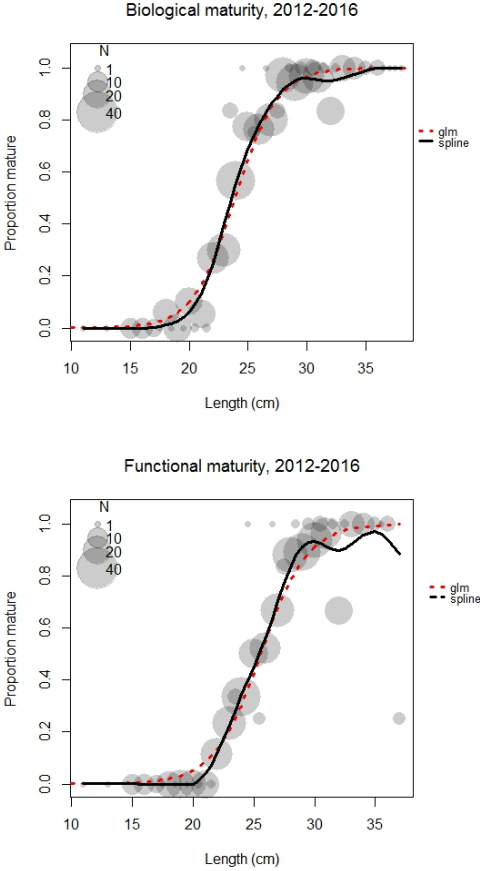 Biological maturity, 2012-2016
N
1
10
20
40
1.0
0.8
0.6
0.4
0.2
0.0
Proportion mature
glm
spline
10 15 20 25 30 35
Length (cm)
Functional maturity, 2012-2016
N
1
10
20
40
1.0
0.8
0.6
0.4
0.2
0.0
Proportion mature
glm
spline
10 15 20 25 30 35
Length (cm)